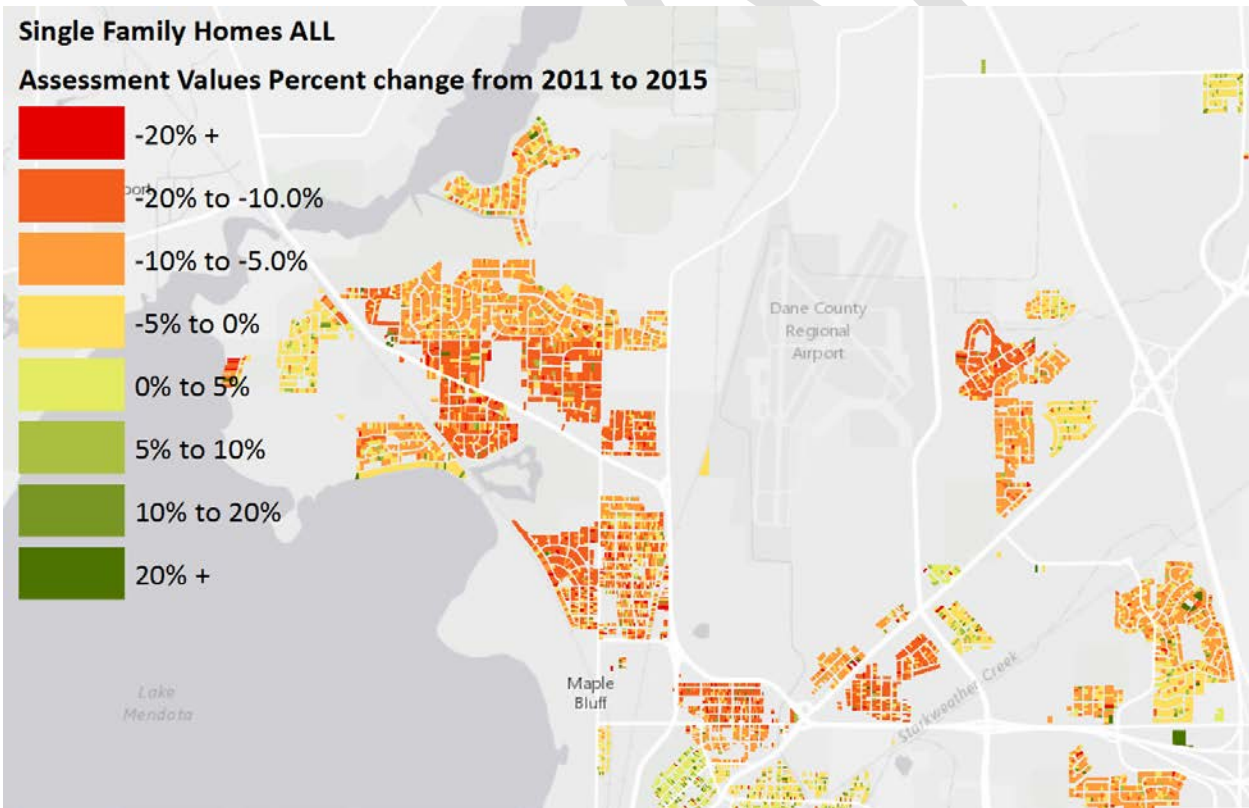 Single Family Homes ALL
Assessment Values Percent change from 2011 to 2015
-20% +
port
-20% to -10.0%
-10% to -5.0%
-5% to 0%
0% to 5%
5% to 10%
10% to 20%
20% +
Dane County
Regional
Airport
Maple
Bluff
Lake
Mendota
Starkweather Creek